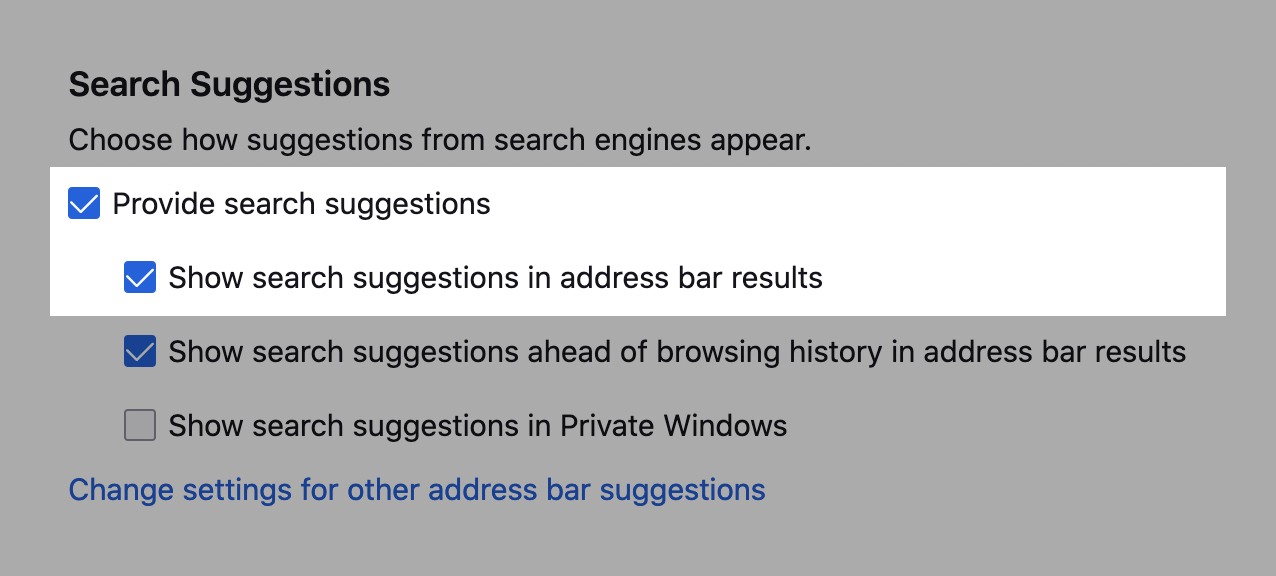 Search Suggestions
Choose how suggestions from search engines appear.
Provide search suggestions
Show search suggestions in address bar results
Show search suggestions ahead of browsing history in address bar results
Show search suggestions in Private Windows
Change settings for other address bar suggestions